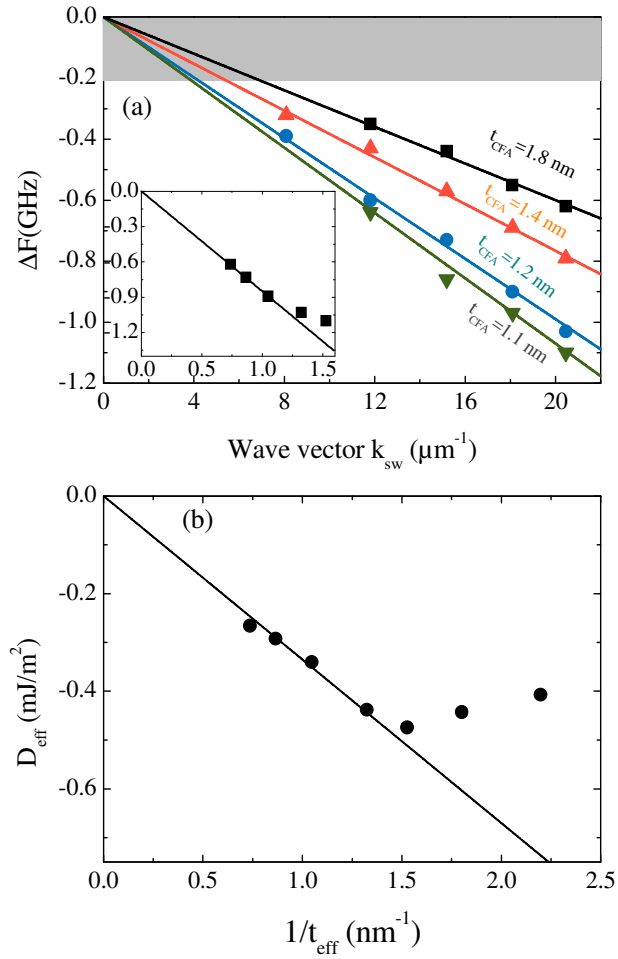 0.0
-0.2
-0.4
-0.6
-0.8
-1.0
-1.2
ΔF(GHz)
(a)
t_CFA=1.8 nm
t_CFA=1.4 nm
t_CFA=1.2 nm
t_CFA=1.1 nm
0.0
-0.3
-0.6
-0.9
-1.2
0.0 0.5 1.0 1.5
0 4 8 12 16 20
Wave vector k_sw (µm⁻¹)
(b)
0.0
-0.2
-0.4
-0.6
D_eff (mJ/m²)
0.0 0.5 1.0 1.5 2.0 2.5
1/t_eff (nm⁻¹)